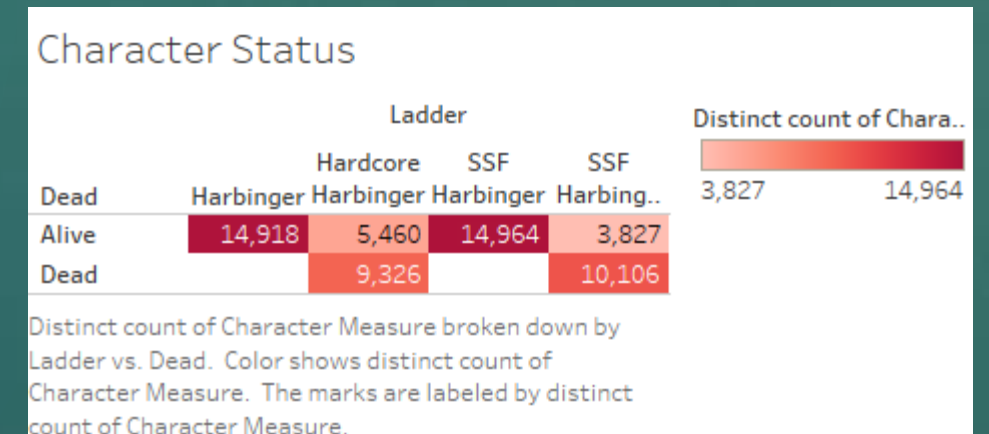 Character Status
Ladder
Distinct count of Chara..
Dead Harbinger Hardcore Harbinger SSF Harbinger SSF Harbing..
3,827 14,964
Alive 14,918 5,460 14,964 3,827
Dead 9,326 10,106
Distinct count of Character Measure broken down by
Ladder vs. Dead. Color shows distinct count of
Character Measure. The marks are labeled by distinct
count of Character Measure.